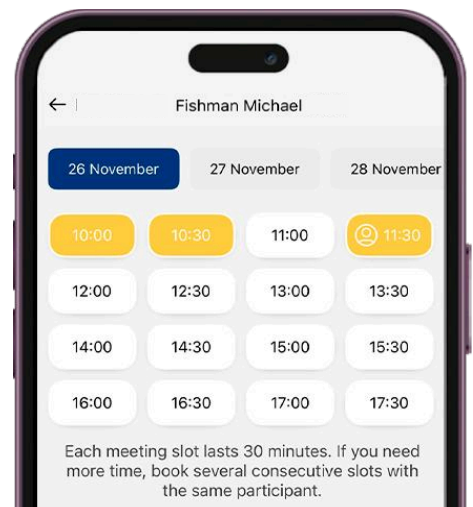 Fishman Michael
26 November 27 November 28 November
10:00 10:30 11:00 11:30
12:00 12:30 13:00 13:30
14:00 14:30 15:00 15:30
16:00 16:30 17:00 17:30
Each meeting slot lasts 30 minutes. If you need
more time, book several consecutive slots with
the same participant.